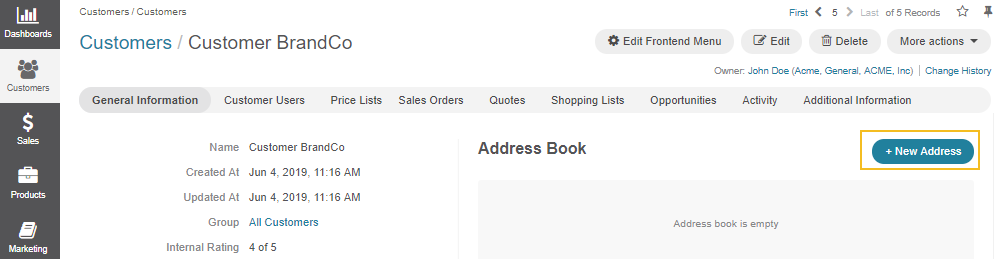 Dashboards
Customers
$
Sales
Products
Marketing
Customers / Customers
First < 5 > Last of 5 Records
Customers / Customer BrandCo
Edit Frontend Menu
Edit
Delete
More actions
Owner: John Doe (Acme, General, ACME, Inc) | Change History
General Information Customer Users Price Lists Sales Orders Quotes Shopping Lists Opportunities Activity Additional Information
Name Customer BrandCo
Created At Jun 4, 2019, 11:16 AM
Updated At Jun 4, 2019, 11:16 AM
Group All Customers
Internal Rating 4 of 5
Address Book
+ New Address
Address book is empty